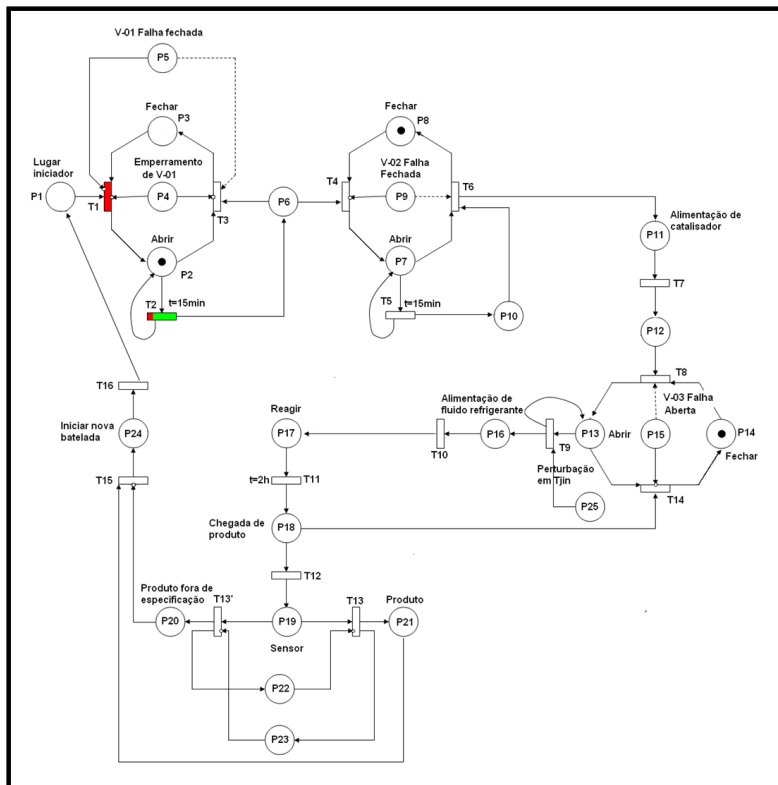 V-01 Falha fechada
P5
Fechar
P3
Lugar
iniciador
P1
Emperramento
de V-01
P4
T1
T3
P6
Abrir
P2
T2
t=15min
Fechar
P8
T4
V-02 Falha
Fechada
P9
T6
Abrir
P7
T5
t=15min
P10
P11
Alimentação de
catalisador
T7
P12
T8
V-03 Falha
Aberta
P13
Abrir
P15
P14
Fechar
T14
Alimentação de
fluido refrigerante
P16
T9
T10
Perturbação
em Tjin
P25
Reagir
P17
t=2h
T11
Chegada de
produto
P18
T12
T16
Iniciar nova
batelada
P24
T15
Produto fora de
especificação
T13'
T13
Produto
P20
P19
P21
Sensor
P22
P23